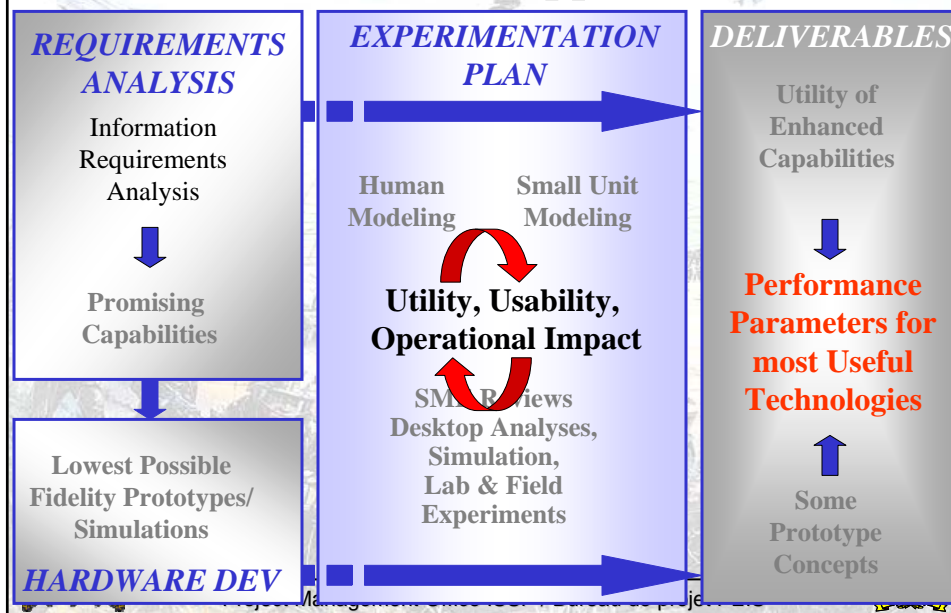 REQUIREMENTS
ANALYSIS
Information
Requirements
Analysis
Promising
Capabilities
Lowest Possible
Fidelity Prototypes/
Simulations
HARDWARE DEV
EXPERIMENTATION
PLAN
Human
Modeling
Small Unit
Modeling
Utility, Usability,
Operational Impact
Desktop Analyses,
Simulation,
Lab & Field
Experiments
DELIVERABLES
Utility of
Enhanced
Capabilities
Performance
Parameters for
most Useful
Technologies
Some
Prototype
Concepts